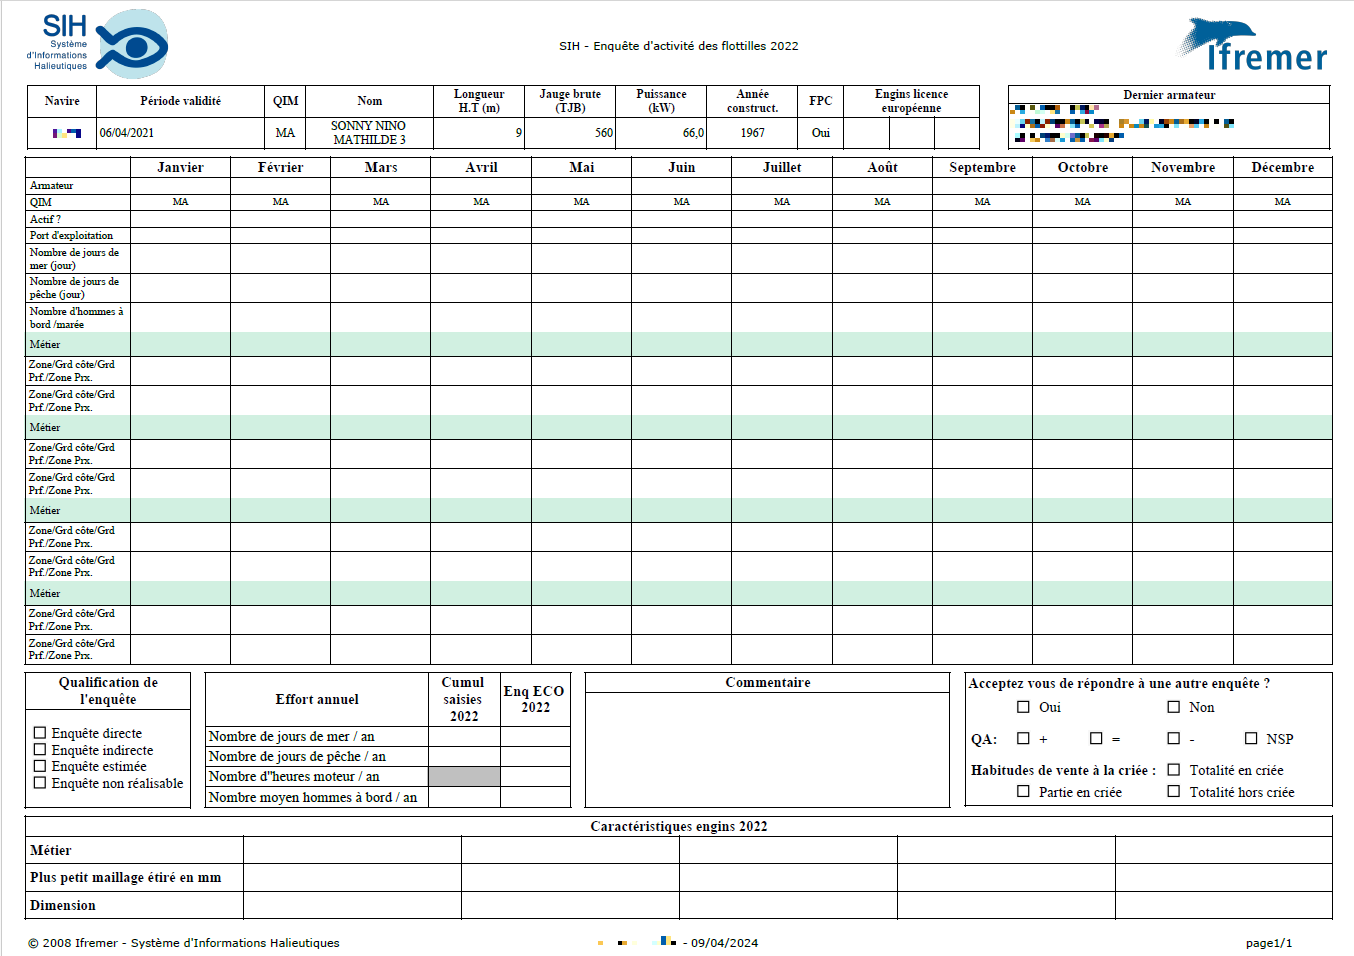 SIH
Système
d'Informations
Halieutiques
SIH - Enquête d'activité des flottilles 2022
Ifremer
Navire Période validité QIM Nom Longueur H.T (m) Jauge brute (TJB) Puissance (kW) Année construct. FPC Engins licence européenne
06/04/2021 MA SONNY NINO MATHILDE 3 9 560 66,0 1967 Oui
Dernier armateur
Janvier Février Mars Avril Mai Juin Juillet Août Septembre Octobre Novembre Décembre
Armateur
QIM MA MA MA MA MA MA MA MA MA MA MA MA
Actif ?
Port d'exploitation
Nombre de jours de
mer (jour)
Nombre de jours de
pêche (jour)
Nombre d'hommes à
bord /marée
Métier
Zone/Grd côte/Grd
Prf./Zone Prx.
Zone/Grd côte/Grd
Prf./Zone Prx.
Métier
Zone/Grd côte/Grd
Prf./Zone Prx.
Zone/Grd côte/Grd
Prf./Zone Prx.
Métier
Zone/Grd côte/Grd
Prf./Zone Prx.
Zone/Grd côte/Grd
Prf./Zone Prx.
Métier
Zone/Grd côte/Grd
Prf./Zone Prx.
Zone/Grd côte/Grd
Prf./Zone Prx.
Qualification de
l'enquête
Enquête directe
Enquête indirecte
Enquête estimée
Enquête non réalisable
Effort annuel Cumul saisies 2022 Enq ECO 2022
Nombre de jours de mer / an
Nombre de jours de pêche / an
Nombre d"heures moteur / an
Nombre moyen hommes à bord / an
Commentaire
Acceptez vous de répondre à une autre enquête ?
Oui Non
QA: + = - NSP
Habitudes de vente à la criée : Totalité en criée
Partie en criée Totalité hors criée
Caractéristiques engins 2022
Métier
Plus petit maillage étiré en mm
Dimension
© 2008 Ifremer - Système d'Informations Halieutiques
- 09/04/2024
page1/1